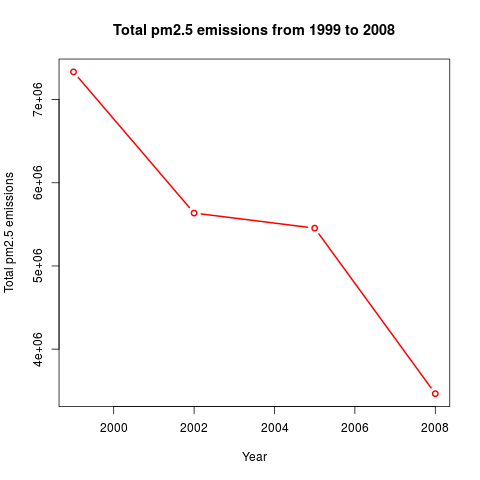 Total pm2.5 emissions from 1999 to 2008
Total pm2.5 emissions
7e+06
6e+06
5e+06
4e+06
2000 2002 2004 2006 2008
Year